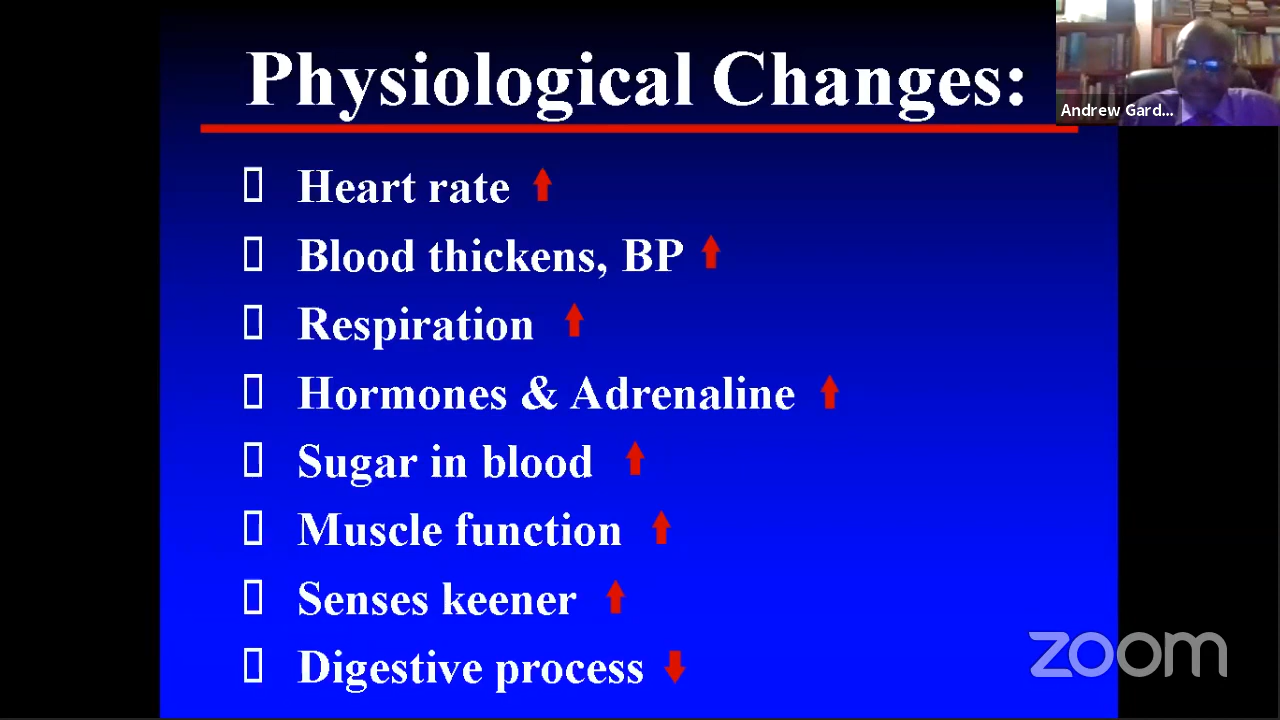 Physiological Changes:
Andrew Gard...
Heart rate
Blood thickens, BP
Respiration
Hormones & Adrenaline
Sugar in blood
Muscle function
Senses keener
Digestive process
zoom